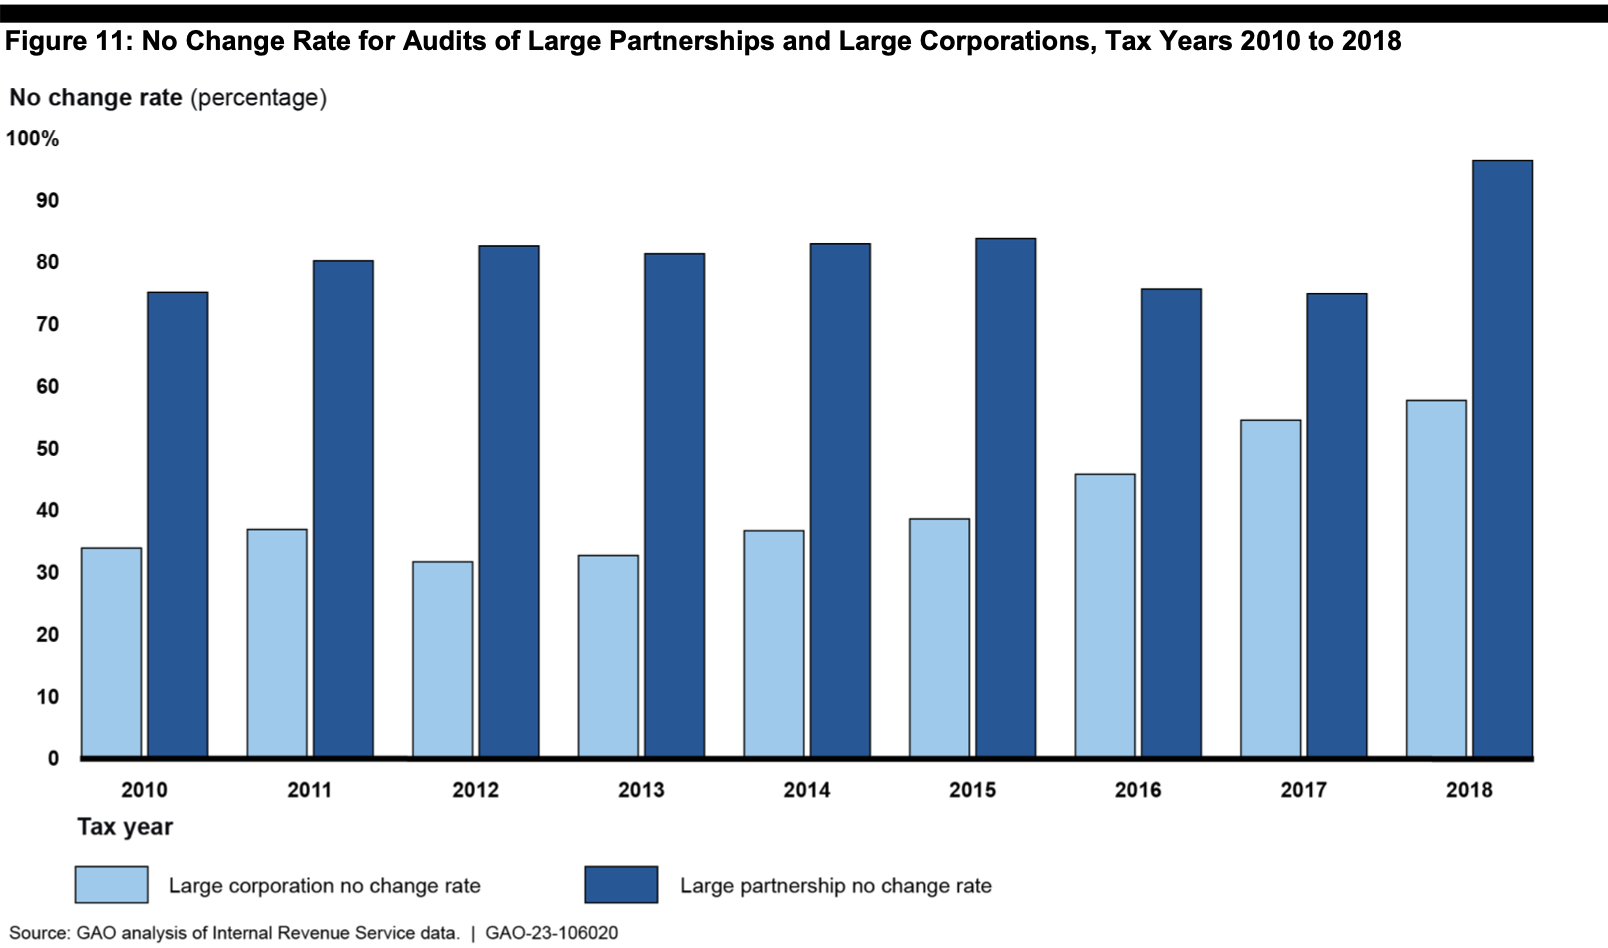 Figure 11: No Change Rate for Audits of Large Partnerships and Large Corporations, Tax Years 2010 to 2018
No change rate (percentage)
100%
90
80
70
60
50
40
30
20
10
0
2010 2011 2012 2013 2014 2015 2016 2017 2018
Tax year
Large corporation no change rate Large partnership no change rate
Source: GAO analysis of Internal Revenue Service data. | GAO-23-106020